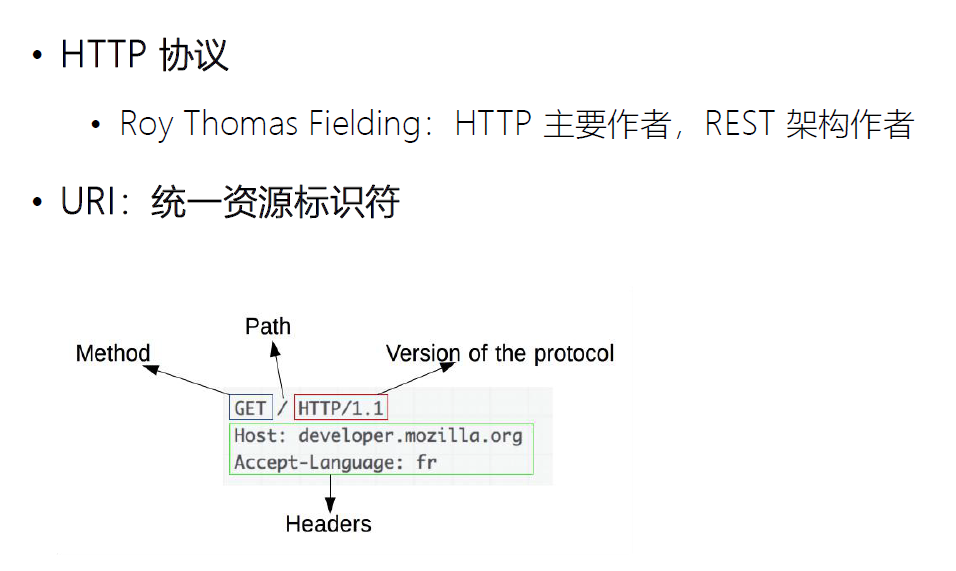 • HTTP 协议
• Roy Thomas Fielding：HTTP 主要作者，REST 架构作者
• URI：统一资源标识符
Path
Method
Version of the protocol
GET / HTTP/1.1
Host: developer.mozilla.org
Accept-Language: fr
Headers